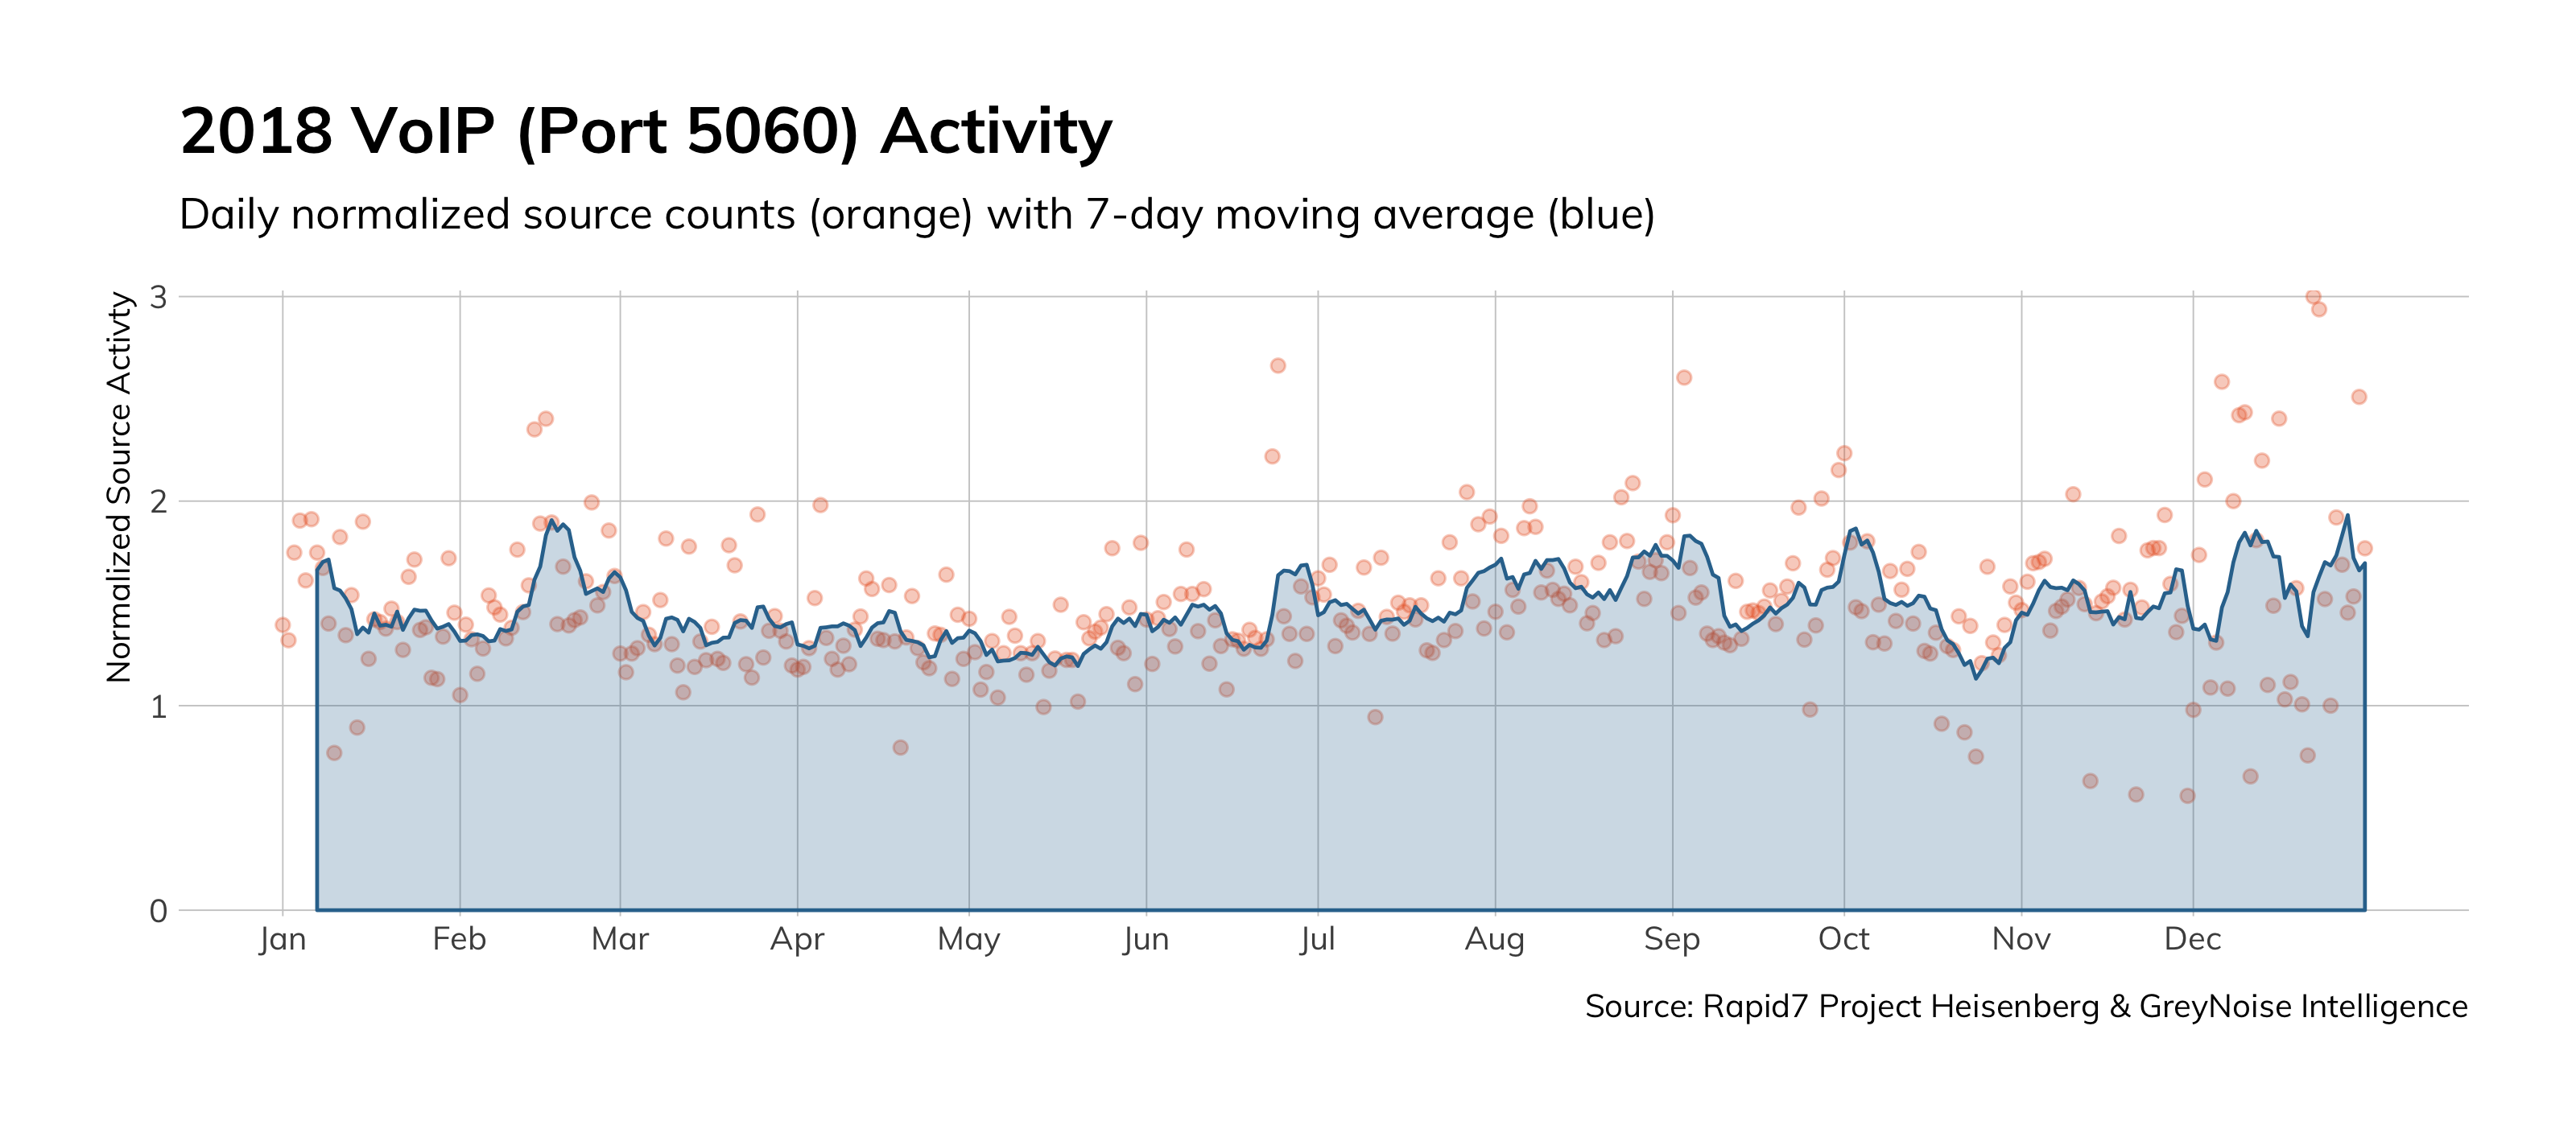 2018 VoIP (Port 5060) Activity
Daily normalized source counts (orange) with 7-day moving average (blue)
Normalized Source Activty
3
2
1
0
Jan Feb Mar Apr May Jun Jul Aug Sep Oct Nov Dec
Source: Rapid7 Project Heisenberg & GreyNoise Intelligence